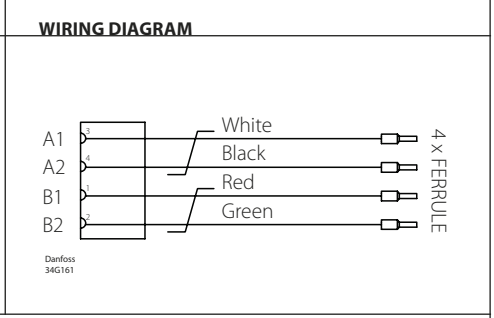 WIRING DIAGRAM
A1 3 White
A2 4 Black
B1 1 Red
B2 2 Green
4 x FERRULE
Danfoss
34G161